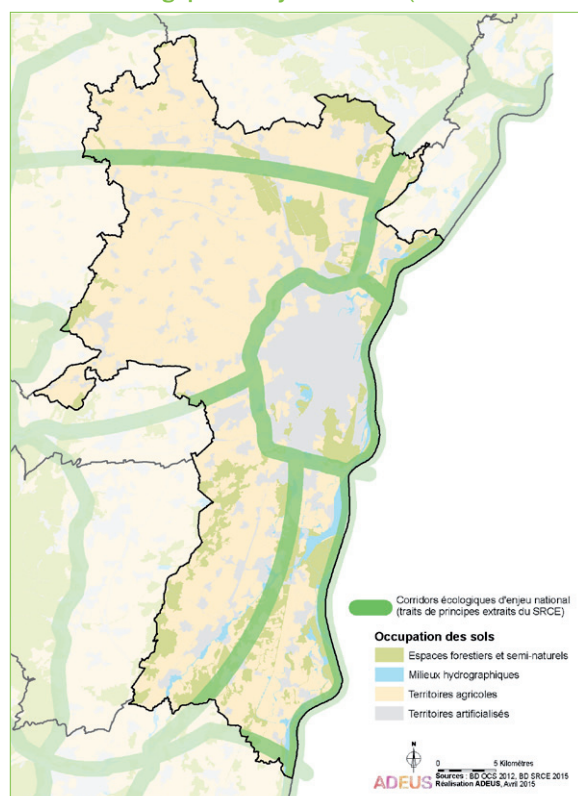 Corridors écologiques d'enjeu national
(traits de principes extraits du SRCE)
Occupation des sols
Espaces forestiers et semi-naturels
Milieux hydrographiques
Territoires agricoles
Territoires artificialisés
N
0 5 Kilomètres
ADEUS
Sources : BD OCS 2012, BD SRCE 2015
Réalisation ADEUS, Avril 2015